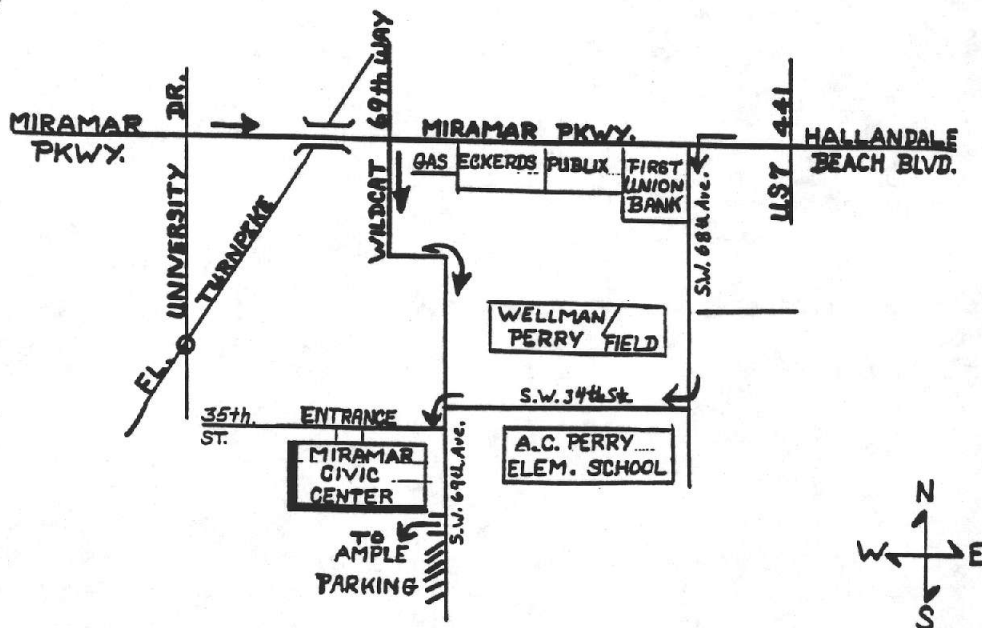 MIRAMAR
PKWY.
UNIVERSITY DR.
69th WAY
WILDCAT
MIRAMAR PKWY.
GAS
ECKERDS
PUBLIX
FIRST
UNION
BANK
S.W. 68th Ave.
US7 441
HALLANDALE
BEACH BLVD.
FL. TURNPIKE
WELLMAN/
PERRY FIELD
S.W. 34th St.
35th.
ST.
ENTRANCE
MIRAMAR
CIVIC
CENTER
S.W. 69th Ave.
A.C. PERRY
ELEM. SCHOOL
TO
AMPLE
PARKING
N
W E
S